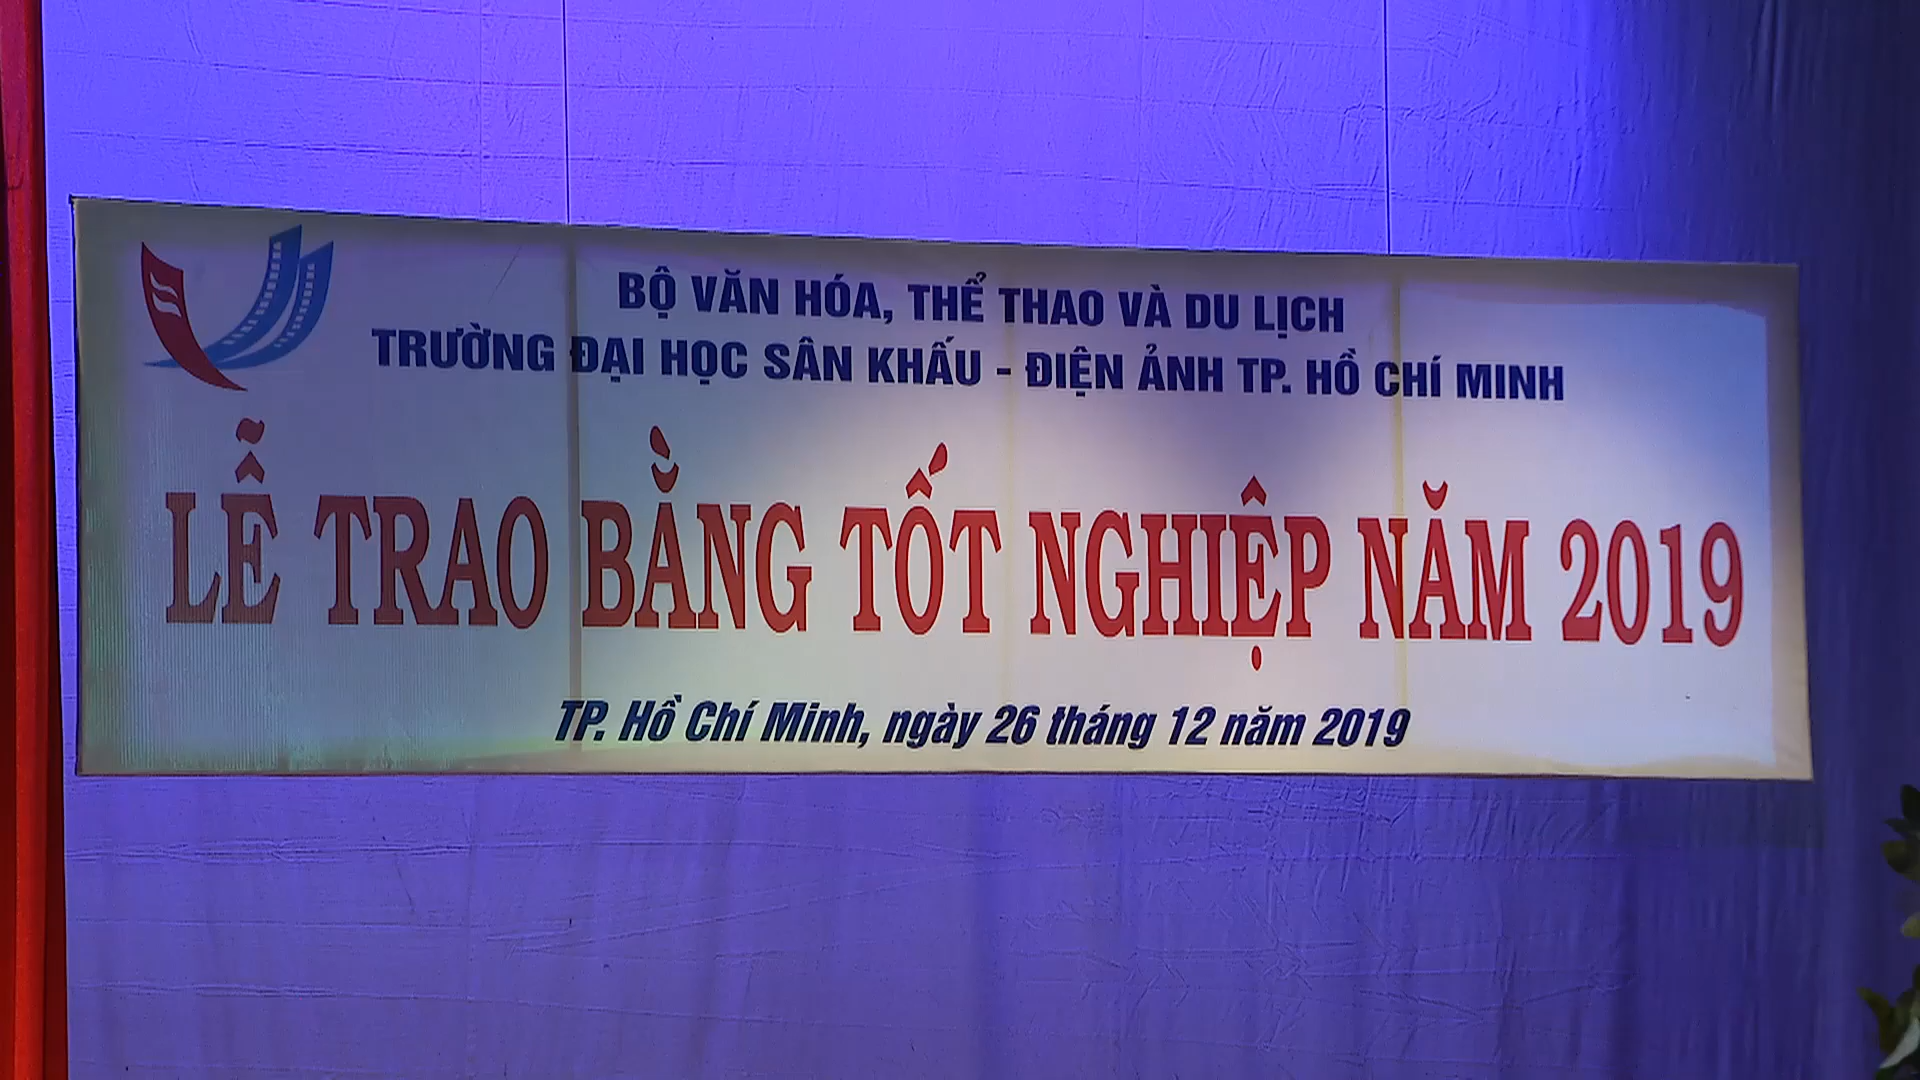 BỘ VĂN HÓA, THỂ THAO VÀ DU LỊCH
TRƯỜNG ĐẠI HỌC SÂN KHẤU - ĐIỆN ẢNH TP. HỒ CHÍ MINH
LỄ TRAO BẰNG TỐT NGHIỆP NĂM 2019
TP. Hồ Chí Minh, ngày 26 tháng 12 năm 2019